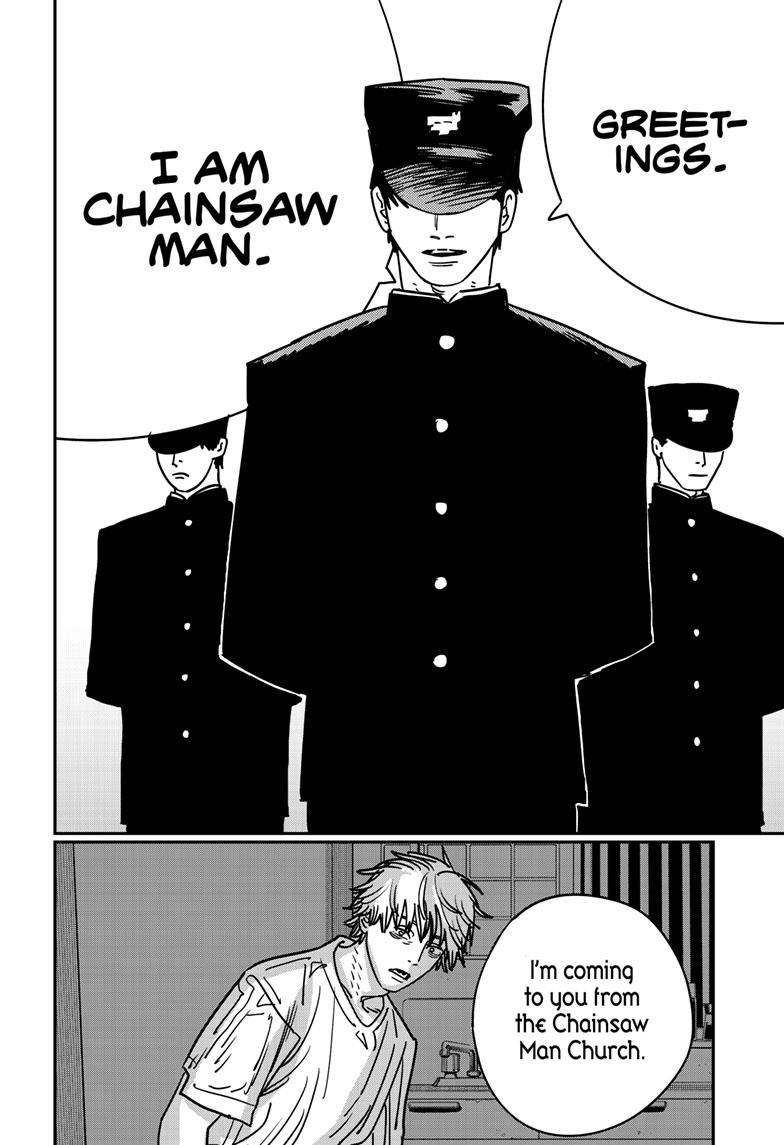 GREET-
INGS.
I AM
CHAINSAW
MAN.
I'm coming
to you from
the Chainsaw
Man Church.